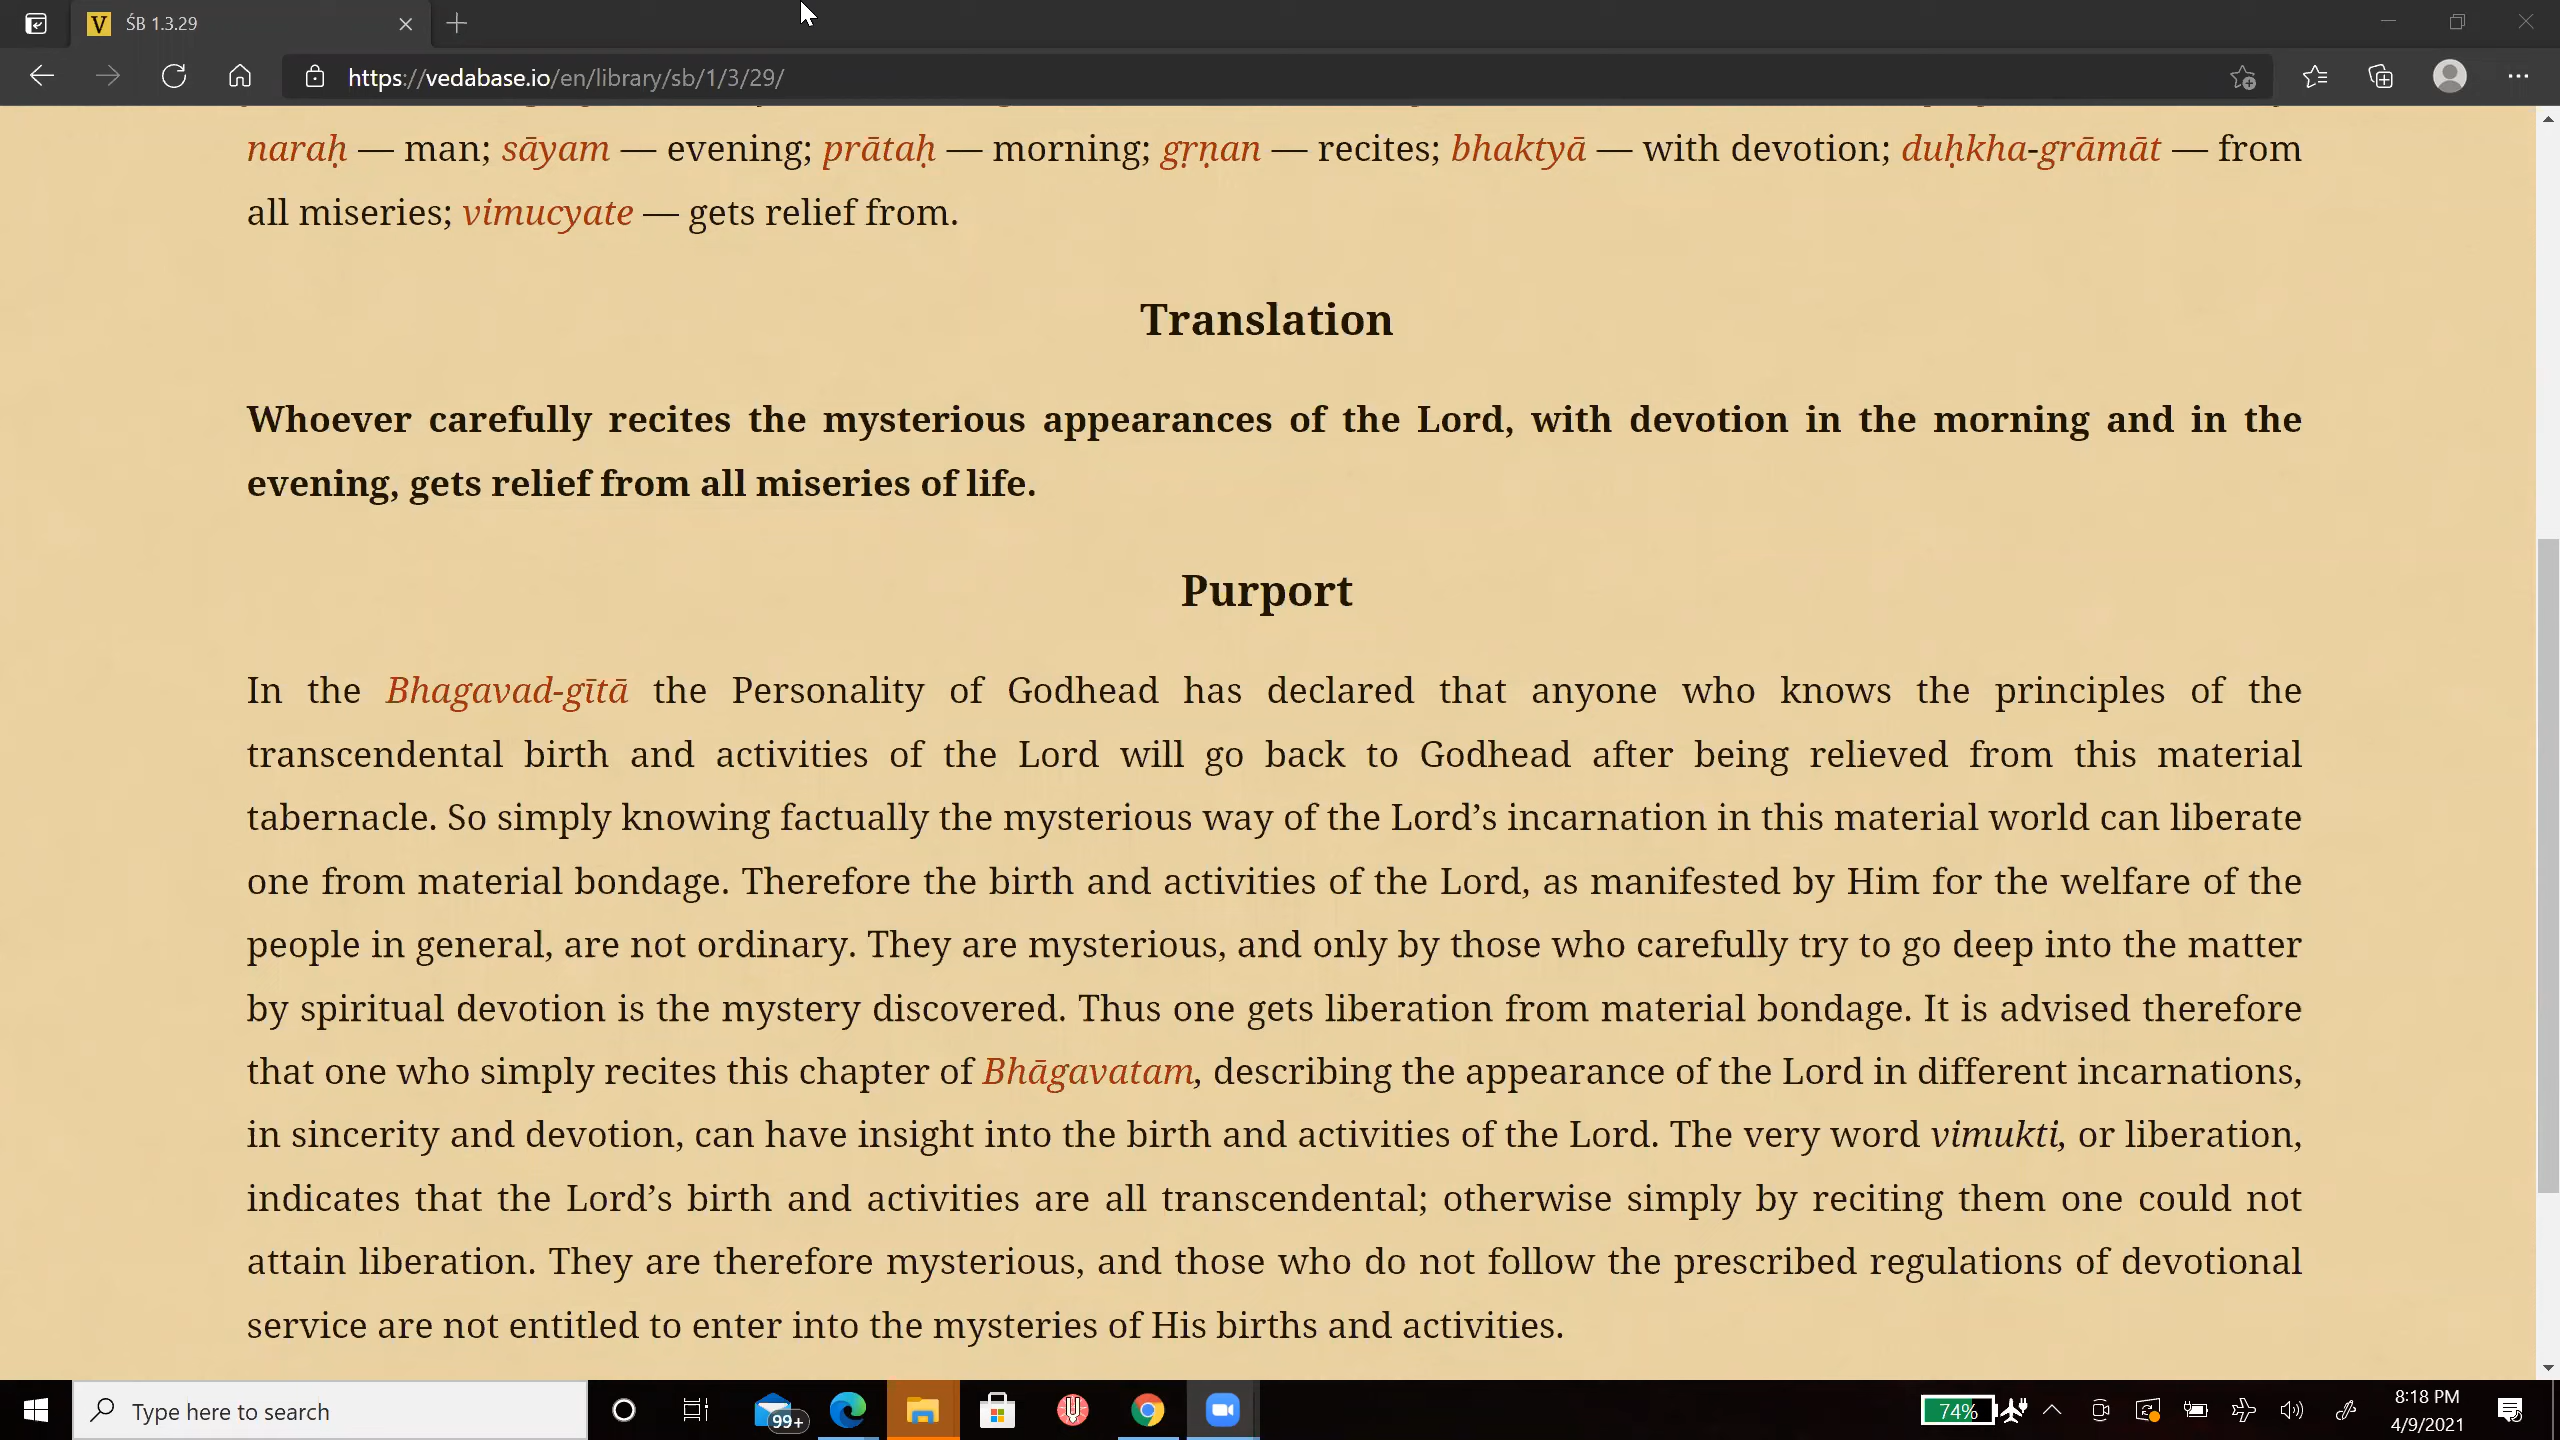 ŚB 1.3.29
https://vedabase.io/en/library/sb/1/3/29/
naraḥ — man; sāyam — evening; prātaḥ — morning; gṛṇan — recites; bhaktyā — with devotion; duḥkha-grāmāt — from
all miseries; vimucyate — gets relief from.
Translation
Whoever carefully recites the mysterious appearances of the Lord, with devotion in the morning and in the
evening, gets relief from all miseries of life.
Purport
In the Bhagavad-gītā the Personality of Godhead has declared that anyone who knows the principles of the
transcendental birth and activities of the Lord will go back to Godhead after being relieved from this material
tabernacle. So simply knowing factually the mysterious way of the Lord’s incarnation in this material world can liberate
one from material bondage. Therefore the birth and activities of the Lord, as manifested by Him for the welfare of the
people in general, are not ordinary. They are mysterious, and only by those who carefully try to go deep into the matter
by spiritual devotion is the mystery discovered. Thus one gets liberation from material bondage. It is advised therefore
that one who simply recites this chapter of Bhāgavatam, describing the appearance of the Lord in different incarnations,
in sincerity and devotion, can have insight into the birth and activities of the Lord. The very word vimukti, or liberation,
indicates that the Lord’s birth and activities are all transcendental; otherwise simply by reciting them one could not
attain liberation. They are therefore mysterious, and those who do not follow the prescribed regulations of devotional
service are not entitled to enter into the mysteries of His births and activities.
Type here to search
99+
74%
8:18 PM
4/9/2021